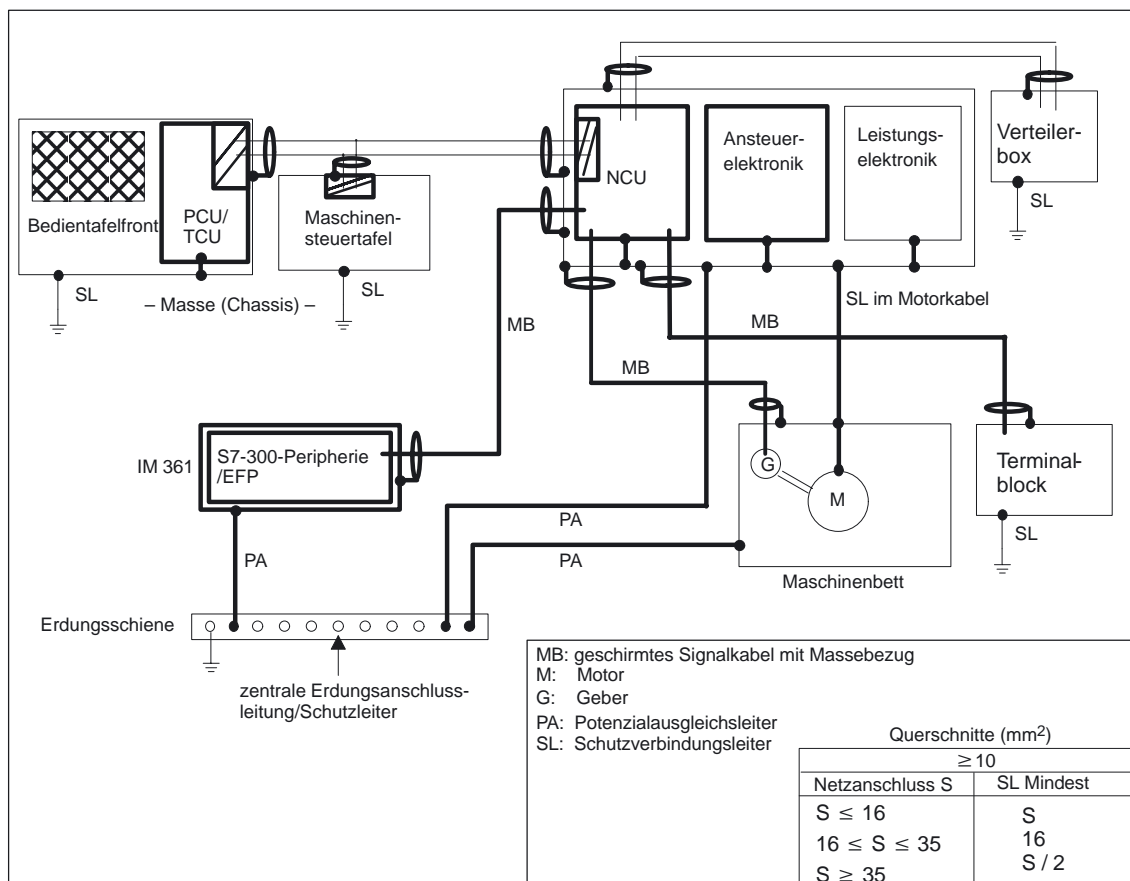 Bedientafelfront
PCU/
TCU
Maschinen-
steuertafel
NCU
Ansteuer-
elektronik
Leistungs-
elektronik
Verteiler-
box
SL
SL
SL
– Masse (Chassis) –
SL im Motorkabel
MB
MB
MB
IM 361
S7-300-Peripherie
/EFP
G
M
Terminal-
block
SL
PA
PA
PA
Maschinenbett
Erdungsschiene
zentrale Erdungsanschluss-
leitung/Schutzleiter
MB: geschirmtes Signalkabel mit Massebezug
M: Motor
G: Geber
PA: Potenzialausgleichsleiter
SL: Schutzverbindungsleiter
Querschnitte (mm²)
≥ 10
Netzanschluss S SL Mindest
S ≤ 16 S
16 ≤ S ≤ 35 16
S ≥ 35 S / 2